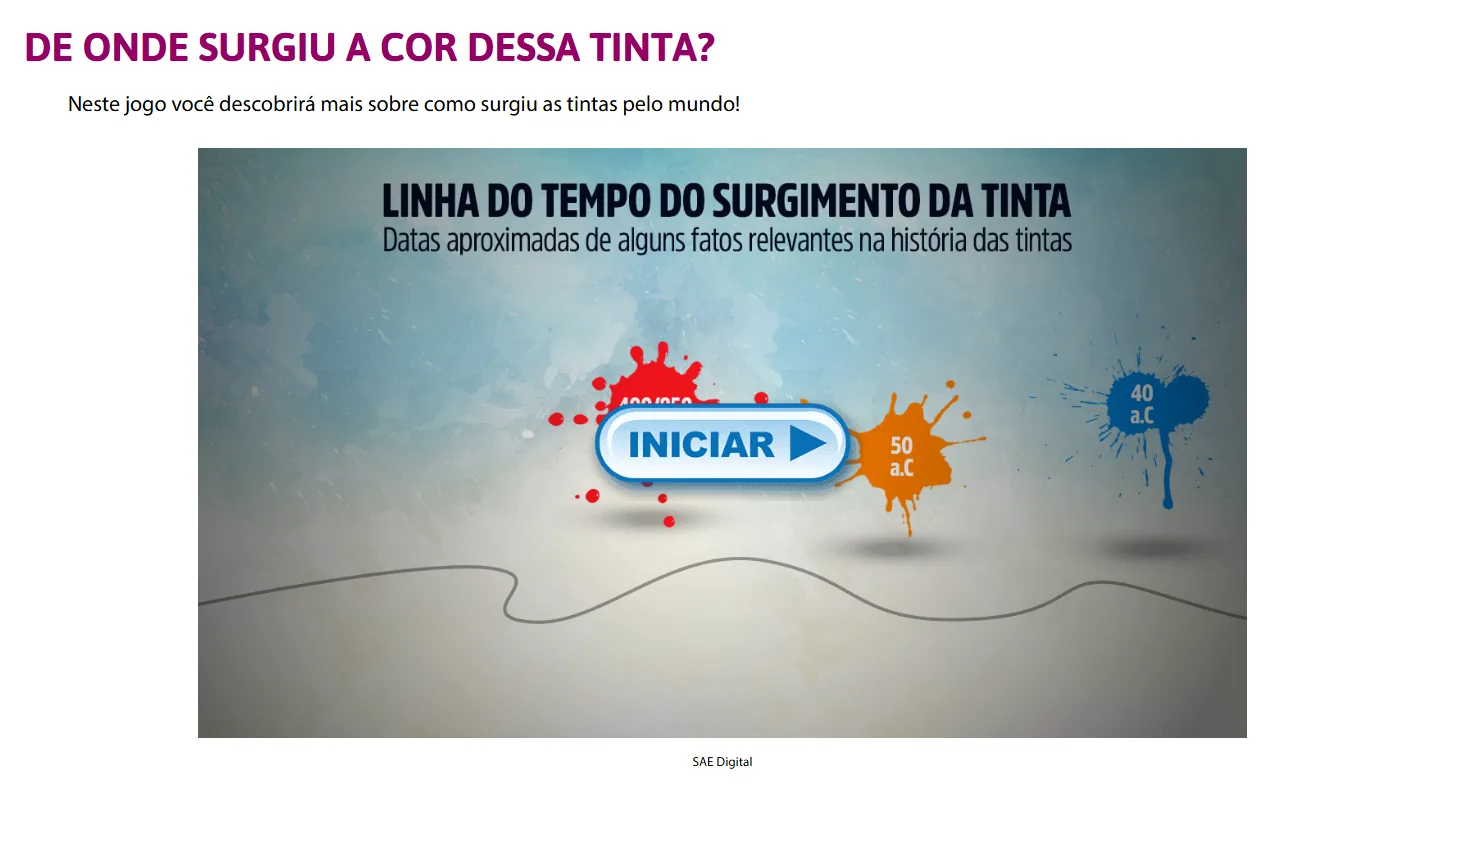 DE ONDE SURGIU A COR DESSA TINTA?
Neste jogo você descobrirá mais sobre como surgiu as tintas pelo mundo!
LINHA DO TEMPO DO SURGIMENTO DA TINTA
Datas aproximadas de alguns fatos relevantes na história das tintas
INICIAR
50
a.C
40
a.C
SAE Digital